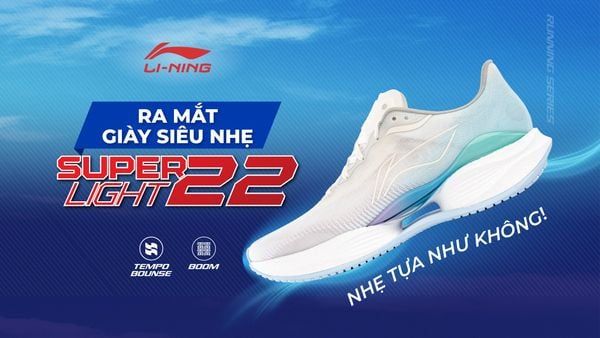 LI-NING
RUNNING SERIES
RA MẮT
GIÀY SIÊU NHẸ
SUPER
LIGHT 22
TEMPO
BOUNSE
BOOM
NHẸ TỰA NHƯ KHÔNG!